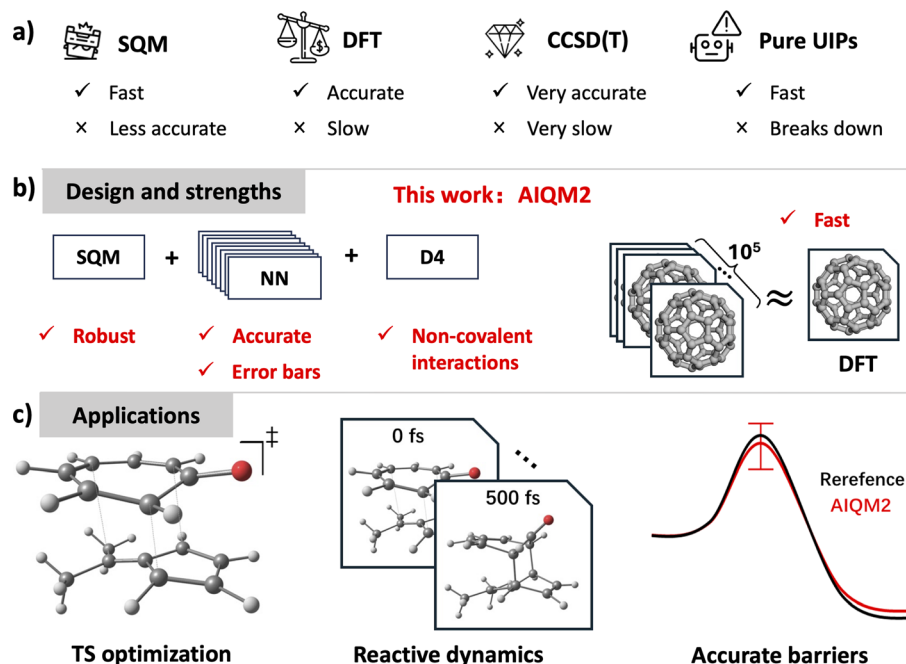 a)
SQM
DFT
CCSD(T)
Pure UIPs
✓ Fast
✓ Accurate
✓ Very accurate
✓ Fast
× Less accurate
× Slow
× Very slow
× Breaks down
$
b)
Design and strengths
This work: AIQM2
SQM
+
NN
+
D4
✓ Robust
✓ Accurate
✓ Error bars
✓ Non-covalent
interactions
✓ Fast
10⁵
≈
DFT
c)
Applications
‡
0 fs
500 fs
Rerefence
AIQM2
TS optimization
Reactive dynamics
Accurate barriers